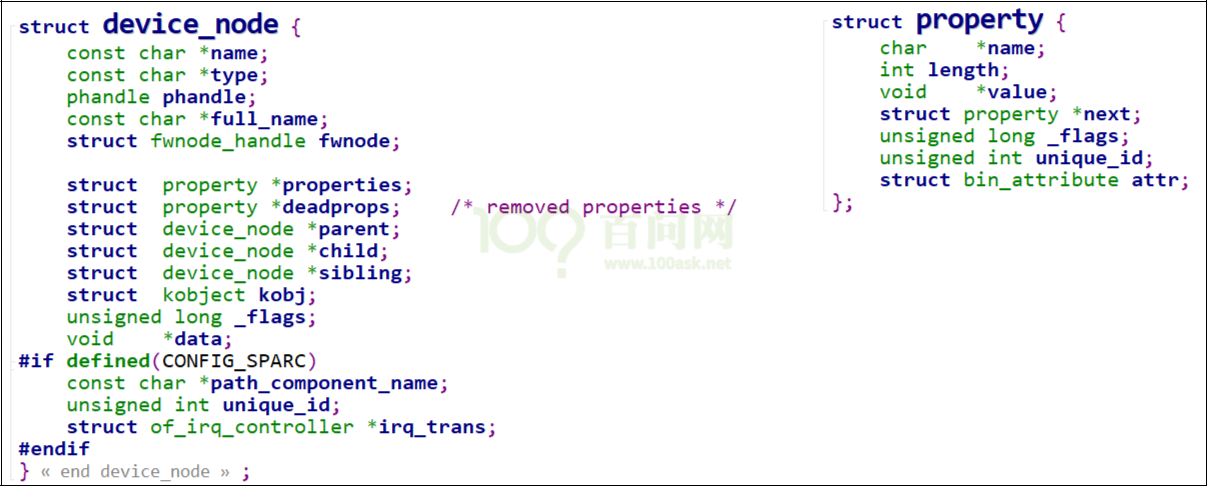 struct device_node {
const char *name;
const char *type;
phandle phandle;
const char *full_name;
struct fwnode_handle fwnode;
struct  property *properties;
struct  property *deadprops;    /* removed properties */
struct  device_node *parent;
struct  device_node *child;
struct  device_node *sibling;
struct  kobject kobj;
unsigned long _flags;
void    *data;
#if defined(CONFIG_SPARC)
const char *path_component_name;
unsigned int unique_id;
struct of_irq_controller *irq_trans;
#endif
} « end device_node » ;
struct property {
char    *name;
int length;
void    *value;
struct property *next;
unsigned long _flags;
unsigned int unique_id;
struct bin_attribute attr;
};
100? 百问网
www.100ask.net